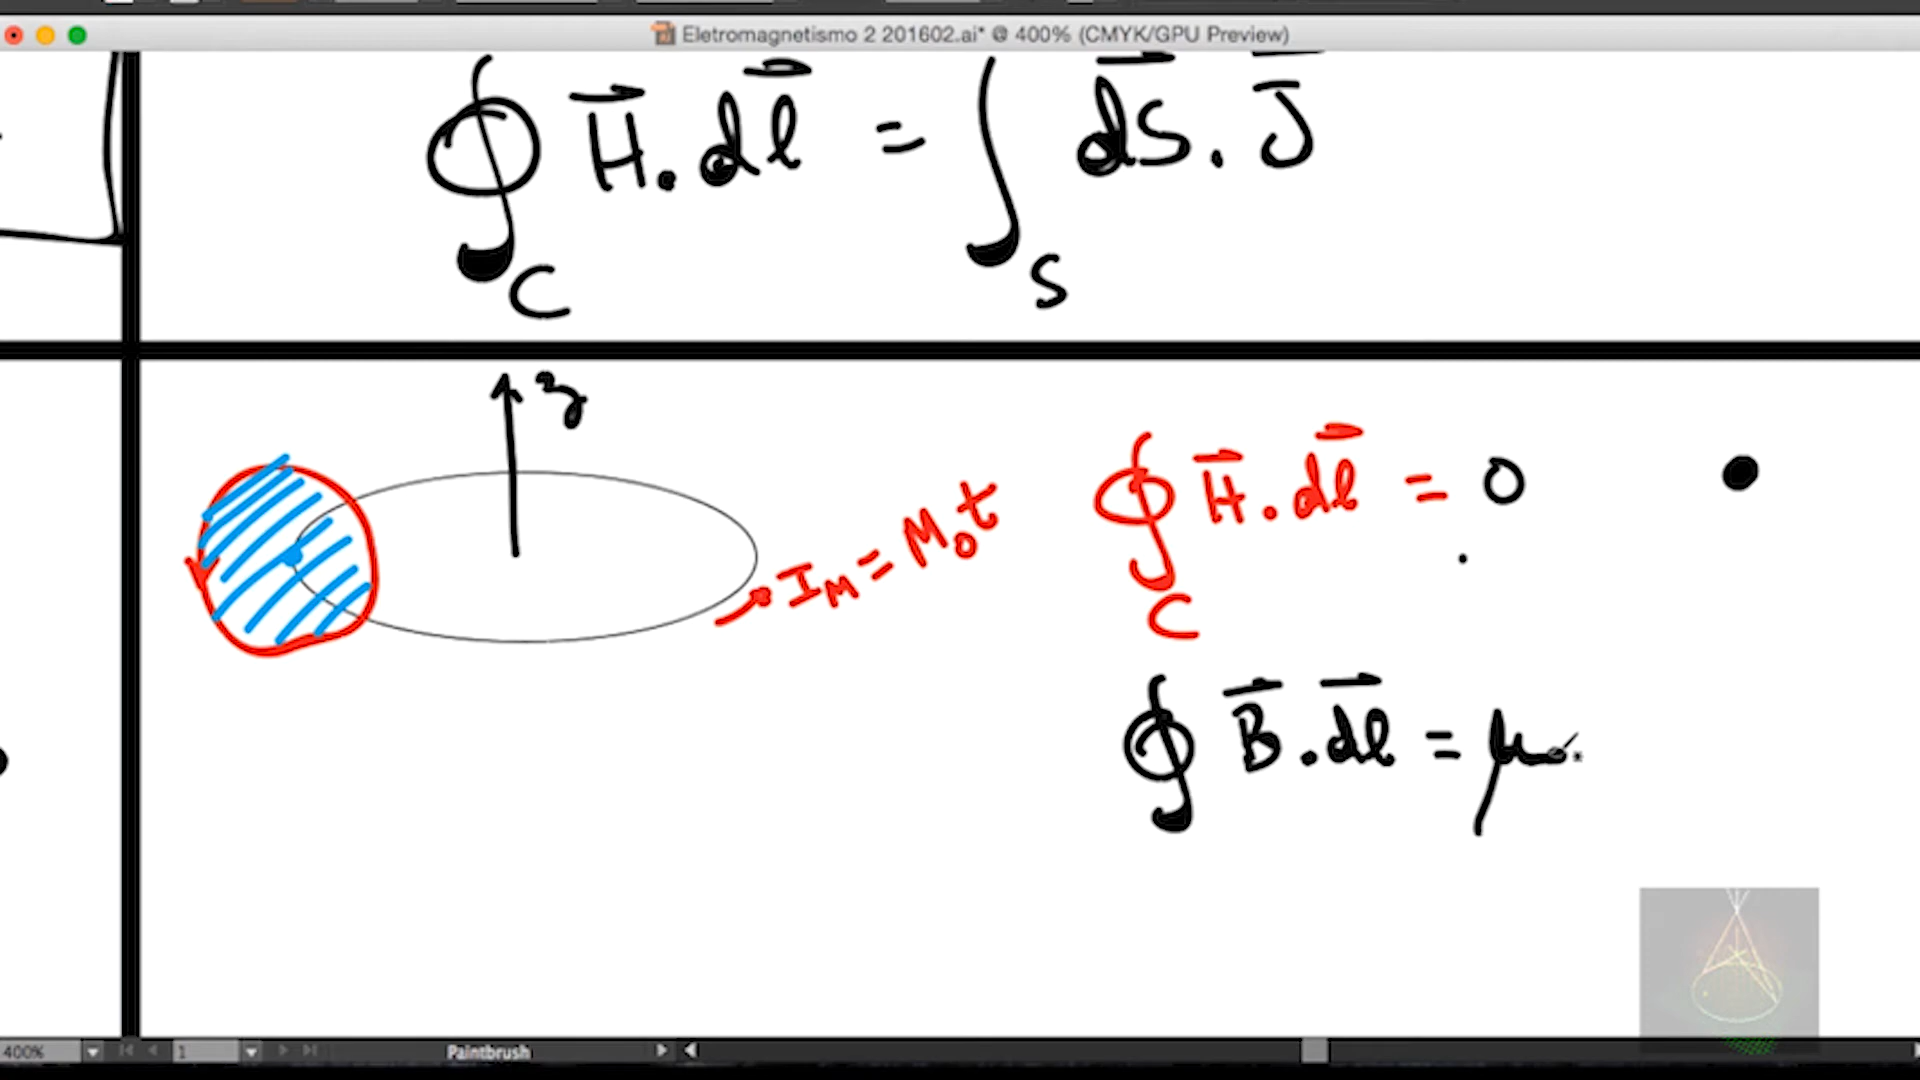 Eletromagnetismo 2 201602.ai* @ 400% (CMYK/GPU Preview)
∮_C H⃗ . dl⃗ = ∫_S dS⃗ . J⃗
z
I_M = M₀t
∮_C H⃗ . dl⃗ = 0
∮ B⃗ . dl⃗ = μ₀
400%
1
Paintbrush